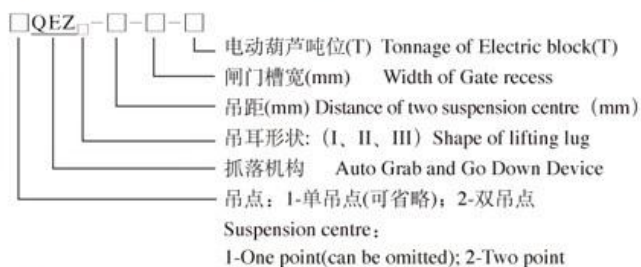 □QEZ□-□-□-□
电动葫芦吨位(T) Tonnage of Electric block(T)
闸门槽宽(mm) Width of Gate recess
吊距(mm) Distance of two suspension centre（mm）
吊耳形状:（I、II、III）Shape of lifting lug
抓落机构 Auto Grab and Go Down Device
吊点：1-单吊点(可省略)；2-双吊点
Suspension centre：
1-One point(can be omitted); 2-Two point